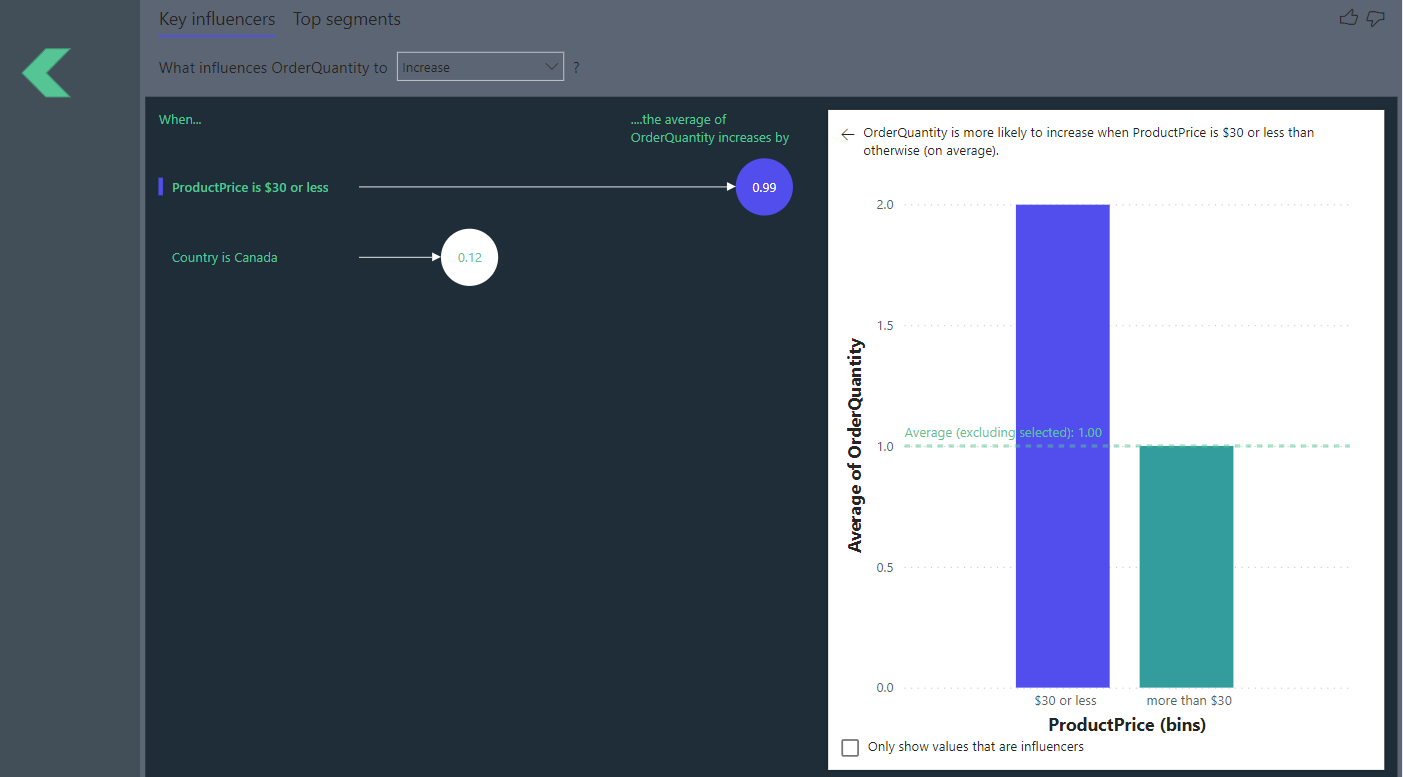 Key influencers Top segments
What influences OrderQuantity to Increase ?
When...
....the average of
OrderQuantity increases by
ProductPrice is $30 or less
0.99
Country is Canada
0.12
OrderQuantity is more likely to increase when ProductPrice is $30 or less than
otherwise (on average).
2.0
1.5
Average (excluding selected): 1.00
1.0
0.5
0.0
Average of OrderQuantity
$30 or less more than $30
ProductPrice (bins)
Only show values that are influencers